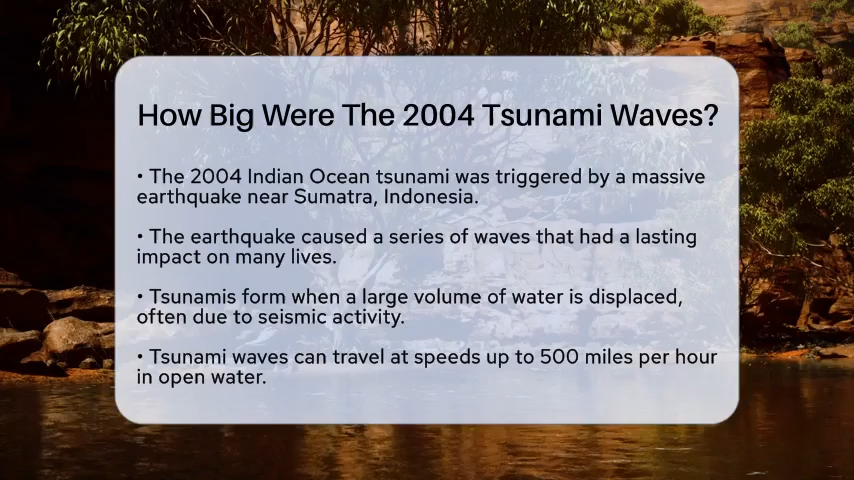 How Big Were The 2004 Tsunami Waves?
• The 2004 Indian Ocean tsunami was triggered by a massive
earthquake near Sumatra, Indonesia.
• The earthquake caused a series of waves that had a lasting
impact on many lives.
• Tsunamis form when a large volume of water is displaced,
often due to seismic activity.
• Tsunami waves can travel at speeds up to 500 miles per hour
in open water.